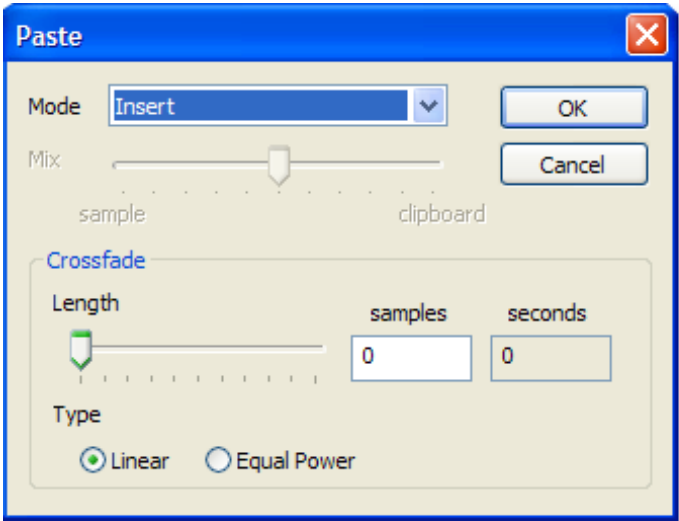 Paste
Mode Insert OK
Mix Cancel
sample clipboard
Crossfade
Length samples seconds
0 0
Type
Linear Equal Power